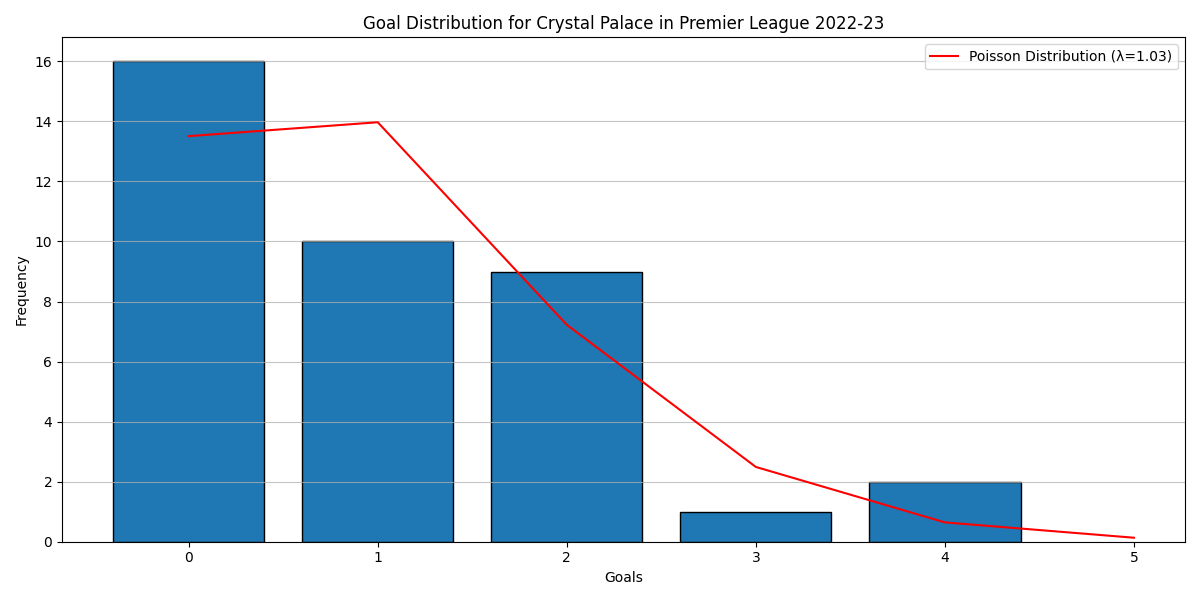 Goal Distribution for Crystal Palace in Premier League 2022-23
Poisson Distribution (λ=1.03)
Frequency
16
14
12
10
8
6
4
2
0
0 1 2 3 4 5
Goals